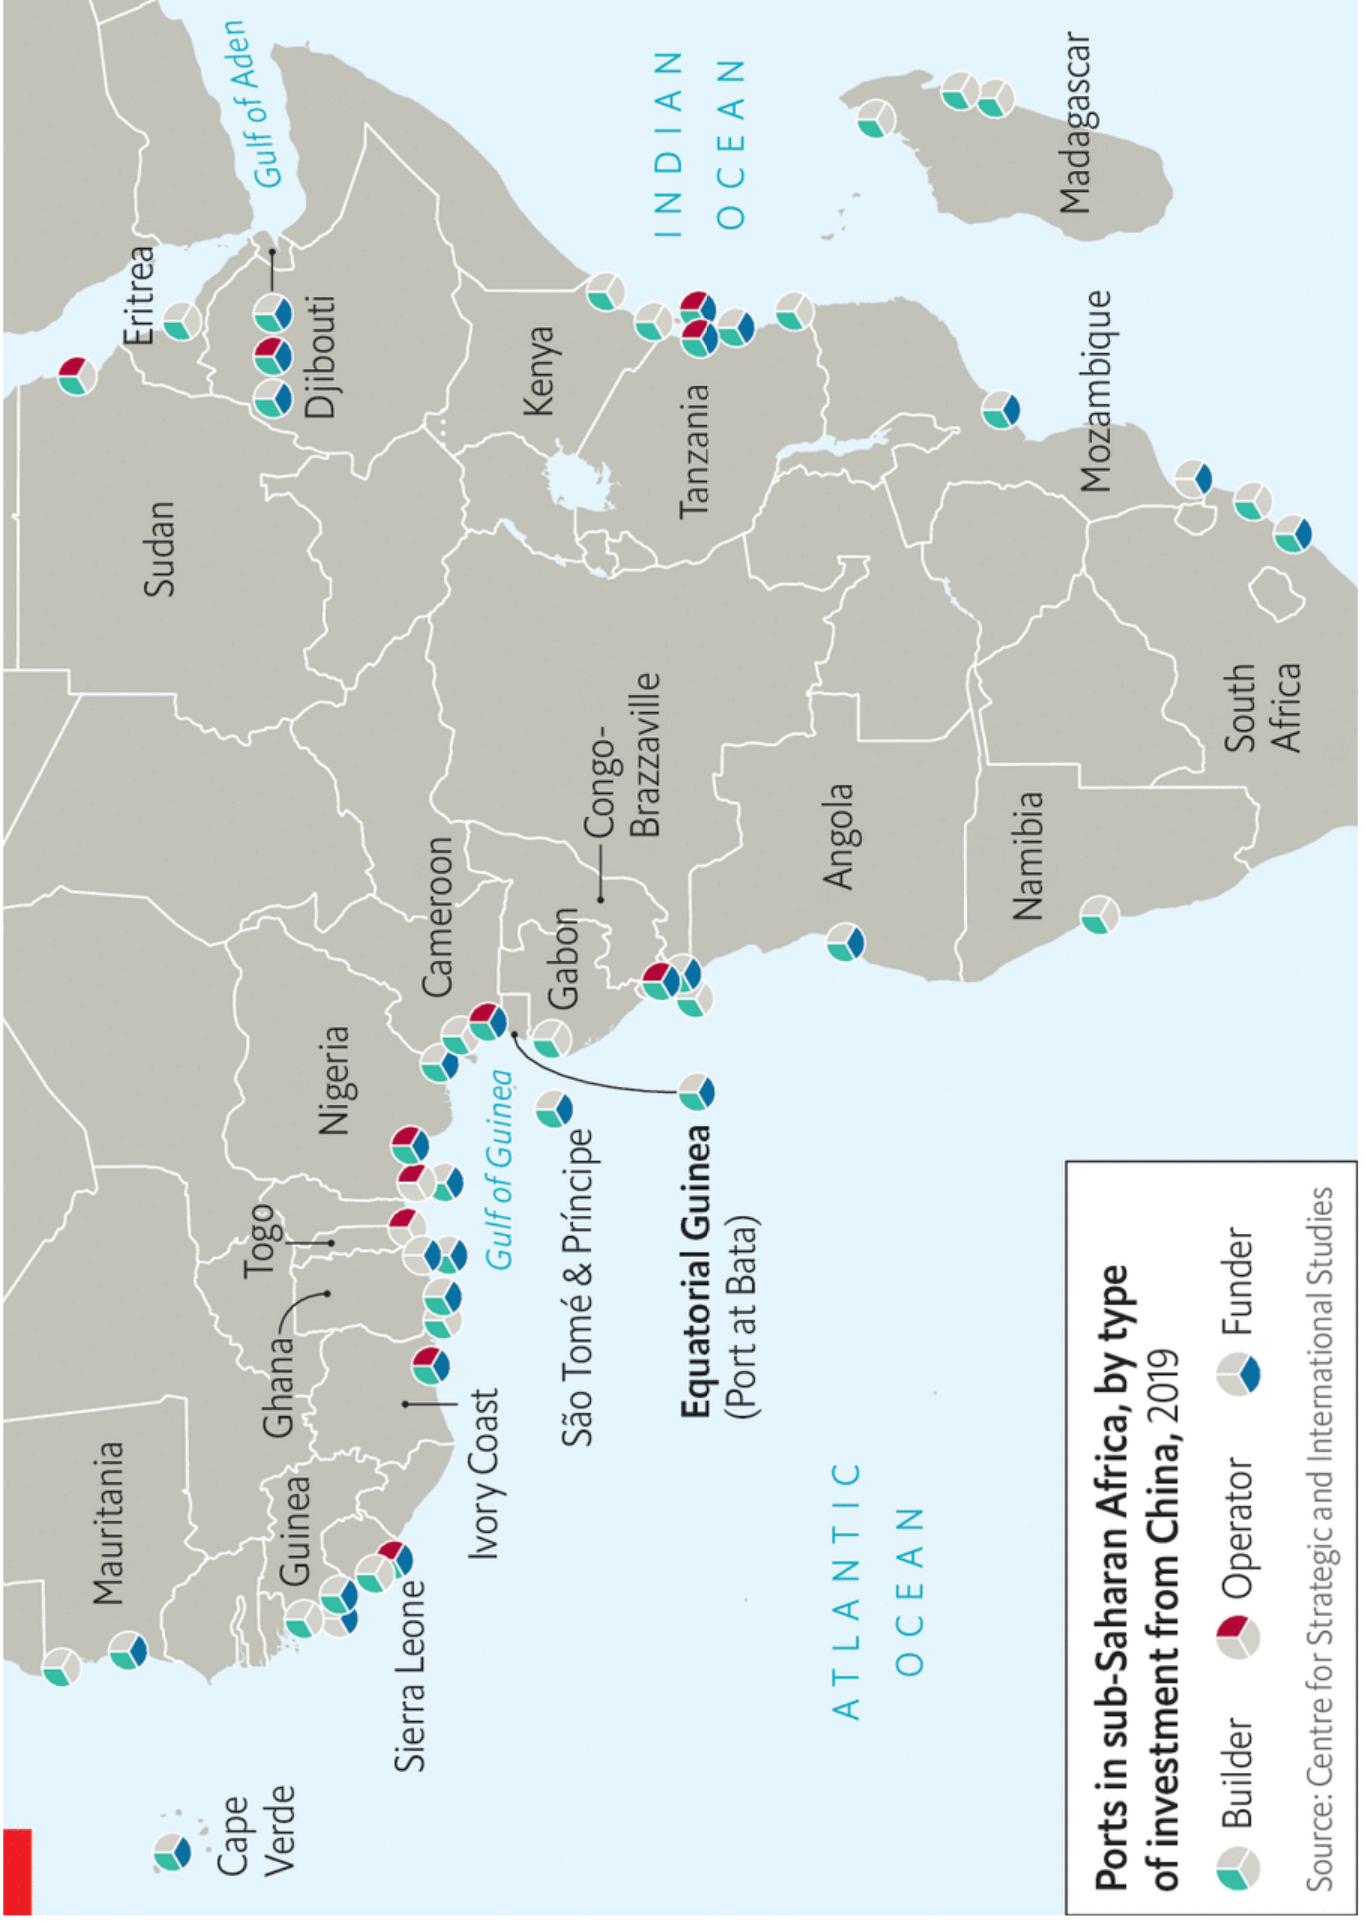 Gulf of Aden
Eritrea
Sudan
Djibouti
Mauritania
Cape
Verde
Togo
Nigeria
Ghana
Guinea
Cameroon
Kenya
INDIAN
OCEAN
Sierra Leone
Ivory Coast
Gulf of Guinea
Gabon
Congo-
Brazzaville
São Tomé & Príncipe
Tanzania
Equatorial Guinea
(Port at Bata)
Angola
ATLANTIC
OCEAN
Namibia
Mozambique
Madagascar
South
Africa
Ports in sub-Saharan Africa, by type
of investment from China, 2019
Builder Operator Funder
Source: Centre for Strategic and International Studies